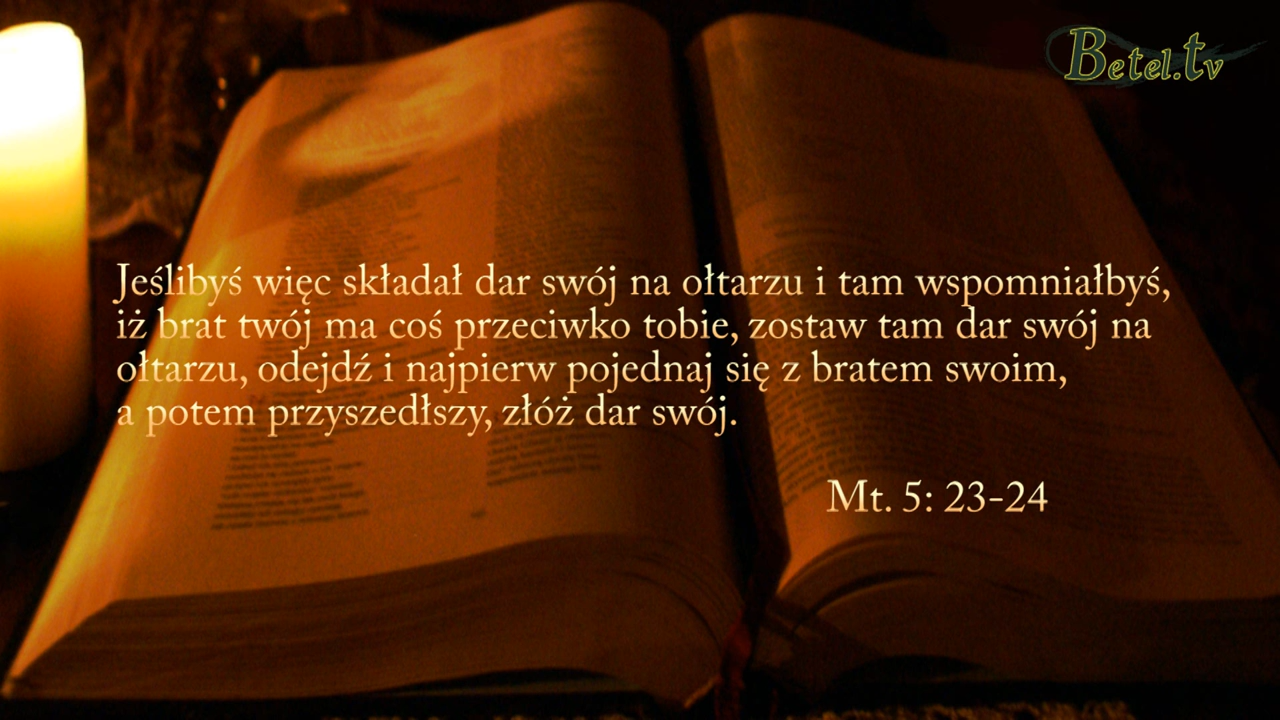 Betel.tv
Jeślibyś więc składał dar swój na ołtarzu i tam wspomniałbyś,
iż brat twój ma coś przeciwko tobie, zostaw tam dar swój na
ołtarzu, odejdź i najpierw pojednaj się z bratem swoim,
a potem przyszedłszy, złóż dar swój.
Mt. 5: 23-24